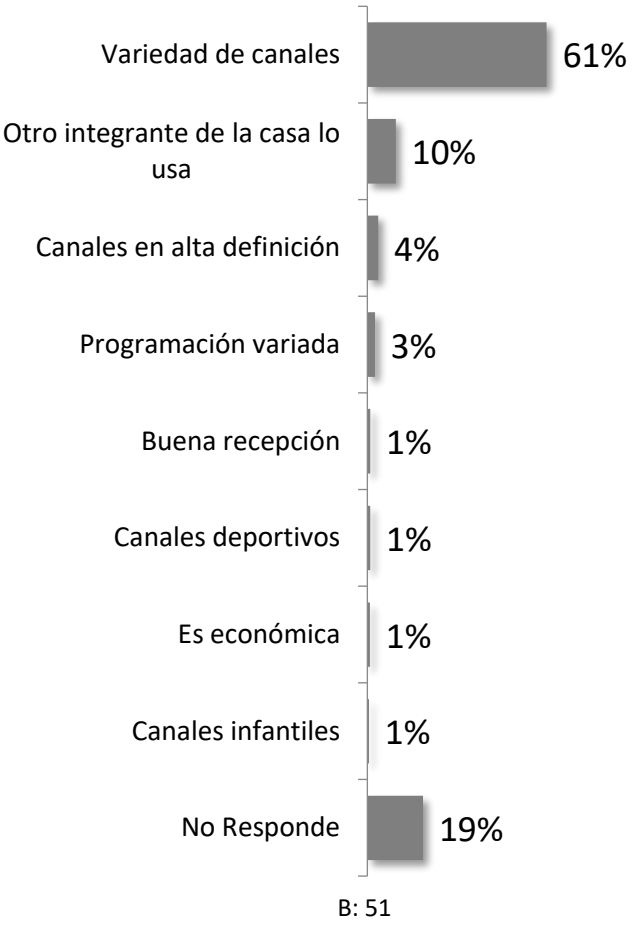 Variedad de canales 61%
Otro integrante de la casa lo
usa 10%
Canales en alta definición 4%
Programación variada 3%
Buena recepción 1%
Canales deportivos 1%
Es económica 1%
Canales infantiles 1%
No Responde 19%
B: 51